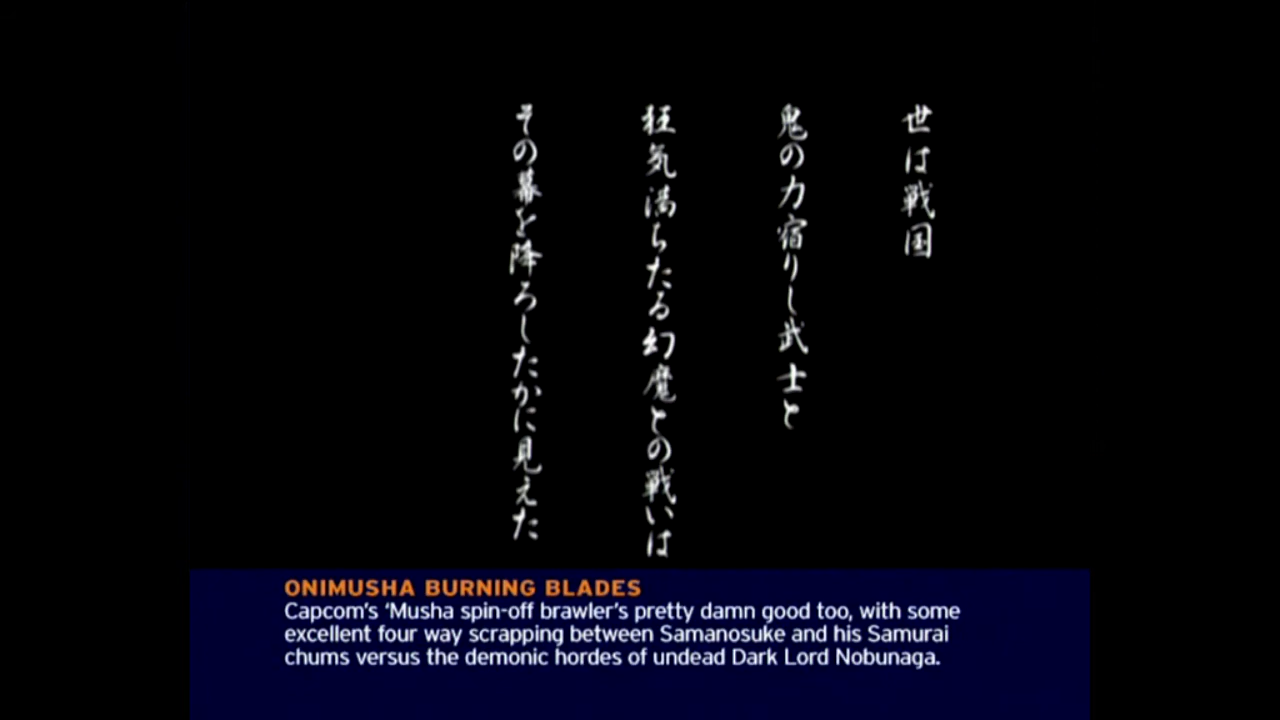 世は戦国
鬼の力宿りし武士と
狂気満ちたる幻魔との戦いは
その幕を降ろしたかに見えた
ONIMUSHA BURNING BLADES
Capcom's 'Musha spin-off brawler's pretty damn good too, with some
excellent four way scrapping between Samanosuke and his Samurai
chums versus the demonic hordes of undead Dark Lord Nobunaga.